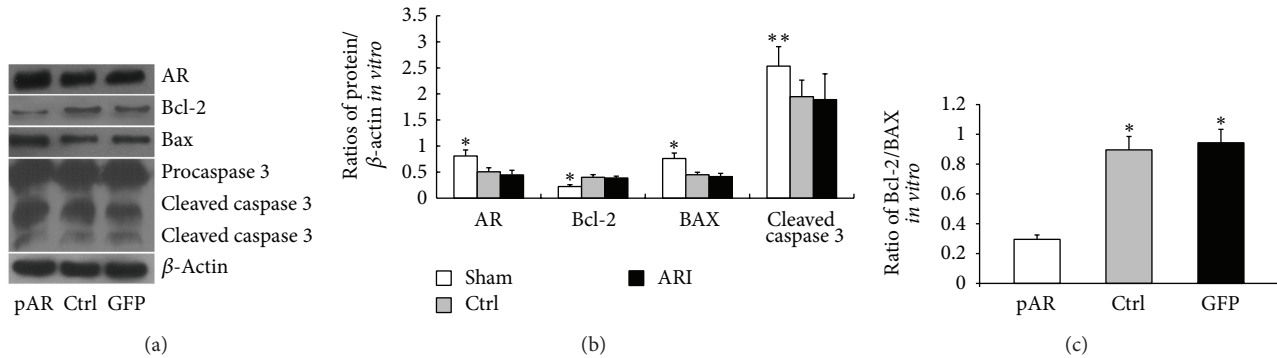 AR
Bcl-2
Bax
Procaspase 3
Cleaved caspase 3
Cleaved caspase 3
β-Actin
pAR Ctrl GFP
(a)
Ratios of protein/
β-actin in vitro
3
2.5
2
1.5
1
0.5
0
*
*
*
**
AR Bcl-2 BAX Cleaved
caspase 3
Sham
Ctrl
ARI
(b)
Ratio of Bcl-2/BAX
in vitro
1.2
1
0.8
0.6
0.4
0.2
0
*
*
pAR Ctrl GFP
(c)